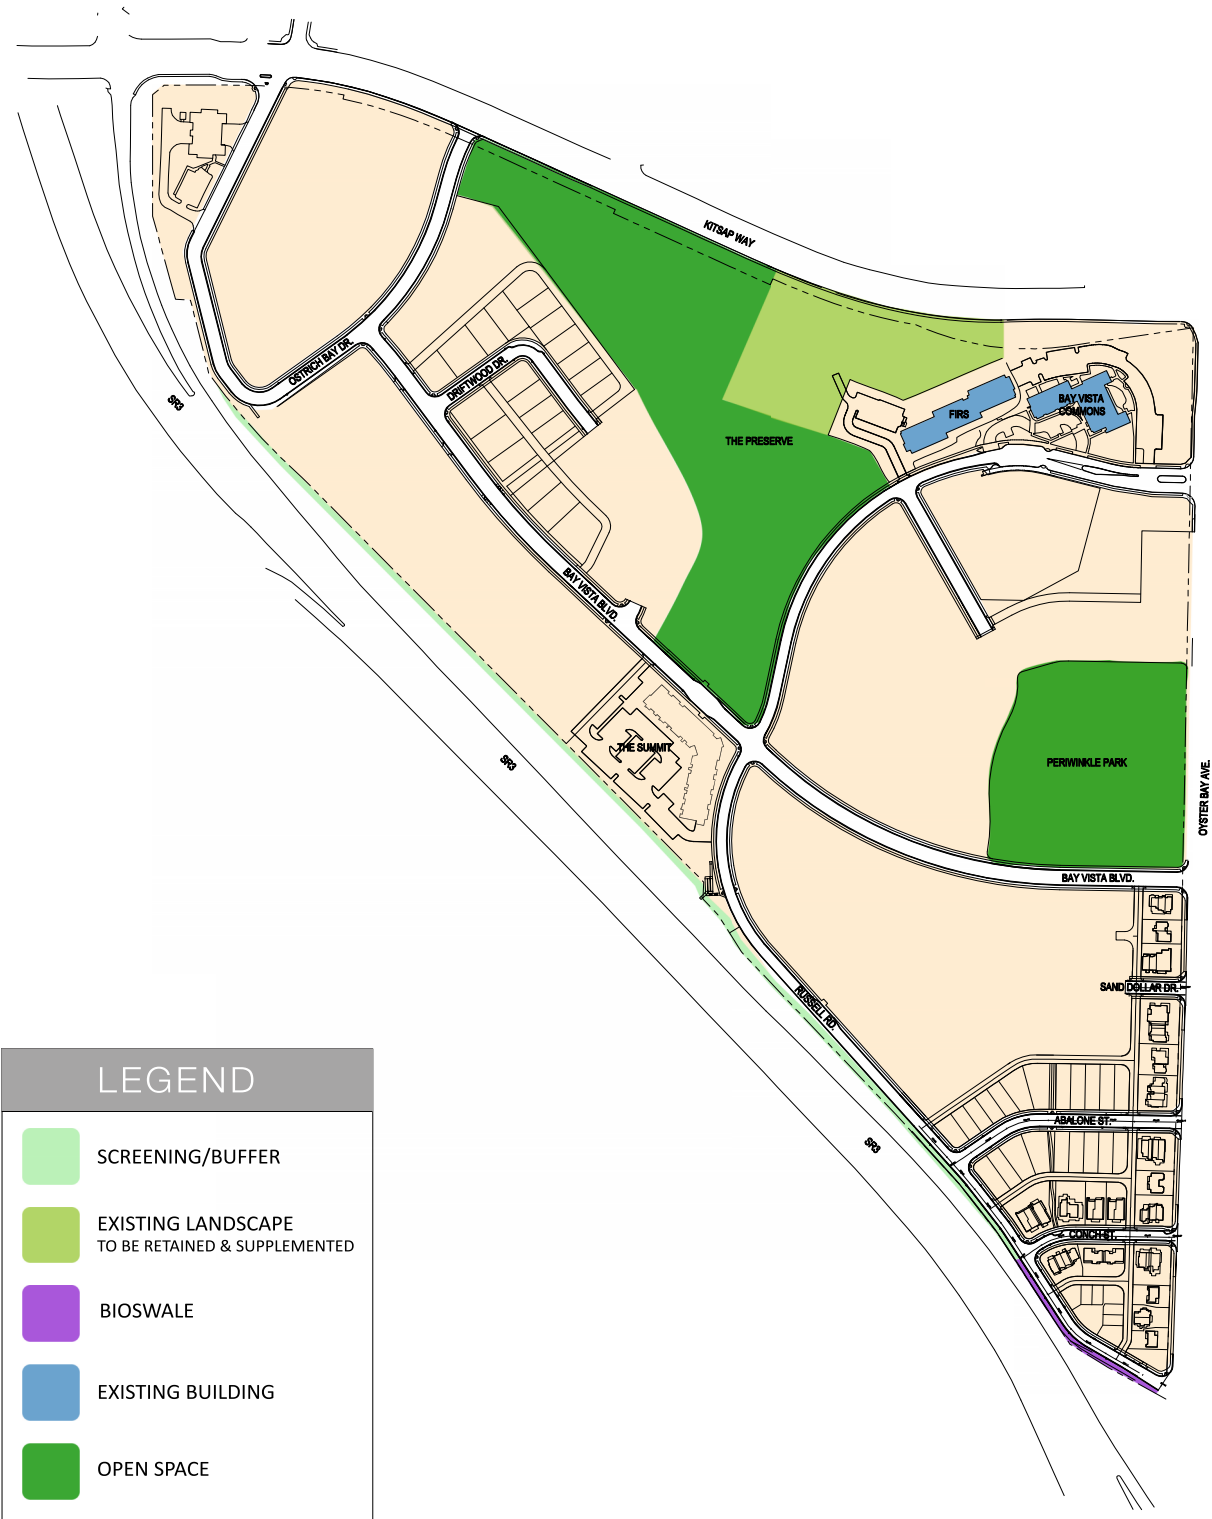 KITSAP WAY
OSTRICH BAY DR.
DRIFTWOOD DR.
SR3
FIRS
BAY VISTA
COMMONS
THE PRESERVE
BAY VISTA BLVD.
THE SUMMIT
SR3
PERIWINKLE PARK
OYSTER BAY AVE.
BAY VISTA BLVD.
SAND DOLLAR DR.
RUSSELL RD.
ABALONE ST.
SR3
CONCH ST.
LEGEND
SCREENING/BUFFER
EXISTING LANDSCAPE
TO BE RETAINED & SUPPLEMENTED
BIOSWALE
EXISTING BUILDING
OPEN SPACE